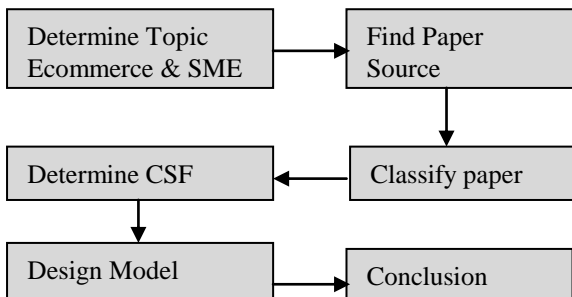 Determine Topic
Ecommerce & SME
Find Paper
Source
Determine CSF
Classify paper
Design Model
Conclusion